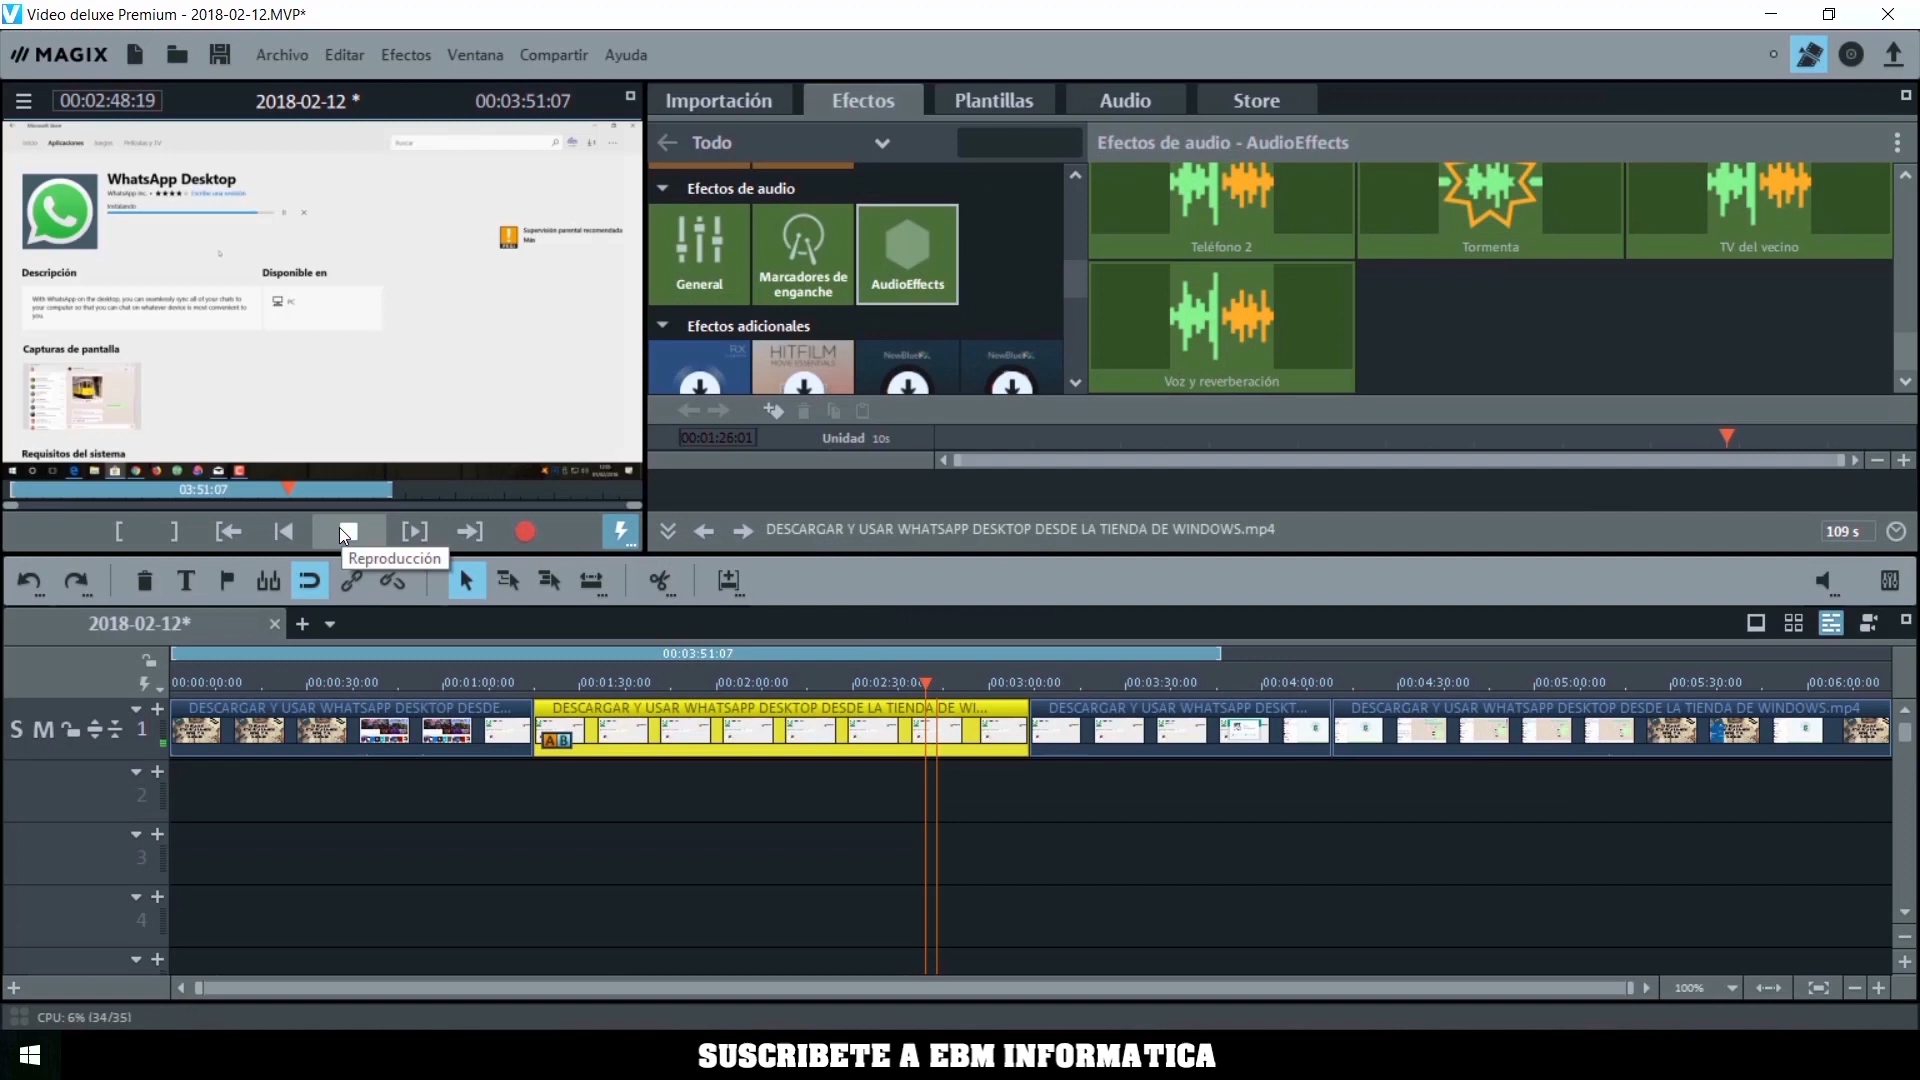 Video deluxe Premium - 2018-02-12.MVP*
MAGIX
Archivo Editar Efectos Ventana Compartir Ayuda
00:02:48:19
2018-02-12 *
00:03:51:07
Importación
Efectos
Plantillas
Audio
Store
Todo
Efectos de audio - AudioEffects
Aplicaciones
Buscar
WhatsApp Desktop
WhatsApp Inc.
Instalando
Supervisión parental recomendada
Más
Descripción
Disponible en
With WhatsApp on the desktop, you can seamlessly sync all of your chats to
your computer so that you can chat on whatever device is most convenient to
you.
PC
Capturas de pantalla
Requisitos del sistema
Efectos de audio
General
Marcadores de
enganche
AudioEffects
Efectos adicionales
RX
HITFILM
NewBlueFX
NewBlueFX
Teléfono 2
Tormenta
TV del vecino
Voz y reverberación
00:01:26:01
Unidad 10s
03:51:07
Reproducción
DESCARGAR Y USAR WHATSAPP DESKTOP DESDE LA TIENDA DE WINDOWS.mp4
109 s
2018-02-12*
00:03:51:07
00:00:00:00 00:00:30:00 00:01:00:00 00:01:30:00 00:02:00:00 00:02:30:0 00:03:00:00 00:03:30:00 00:04:00:00 00:04:30:00 00:05:00:00 00:05:30:00 00:06:00:00
DESCARGAR Y USAR WHATSAPP DESKTOP DESDE...
DESCARGAR Y USAR WHATSAPP DESKTOP DESDE LA TIENDA DE WI...
DESCARGAR Y USAR WHATSAPP DESKT...
DESCARGAR Y USAR WHATSAPP DESKTOP DESDE LA TIENDA DE WINDOWS.mp4
S M 1
A B
2
3
4
100%
CPU: 6% (34/35)
SUSCRIBETE A EBM INFORMATICA